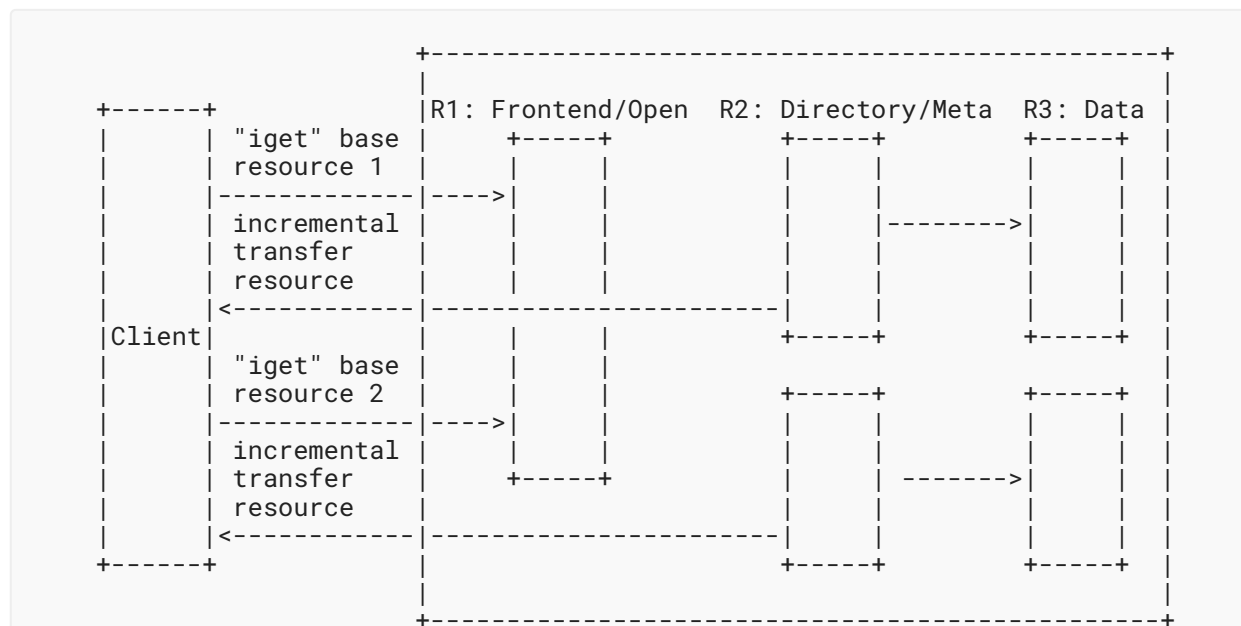 R1: Frontend/Open R2: Directory/Meta R3: Data
"iget" base
resource 1
incremental
transfer
resource
Client
"iget" base
resource 2
incremental
transfer
resource